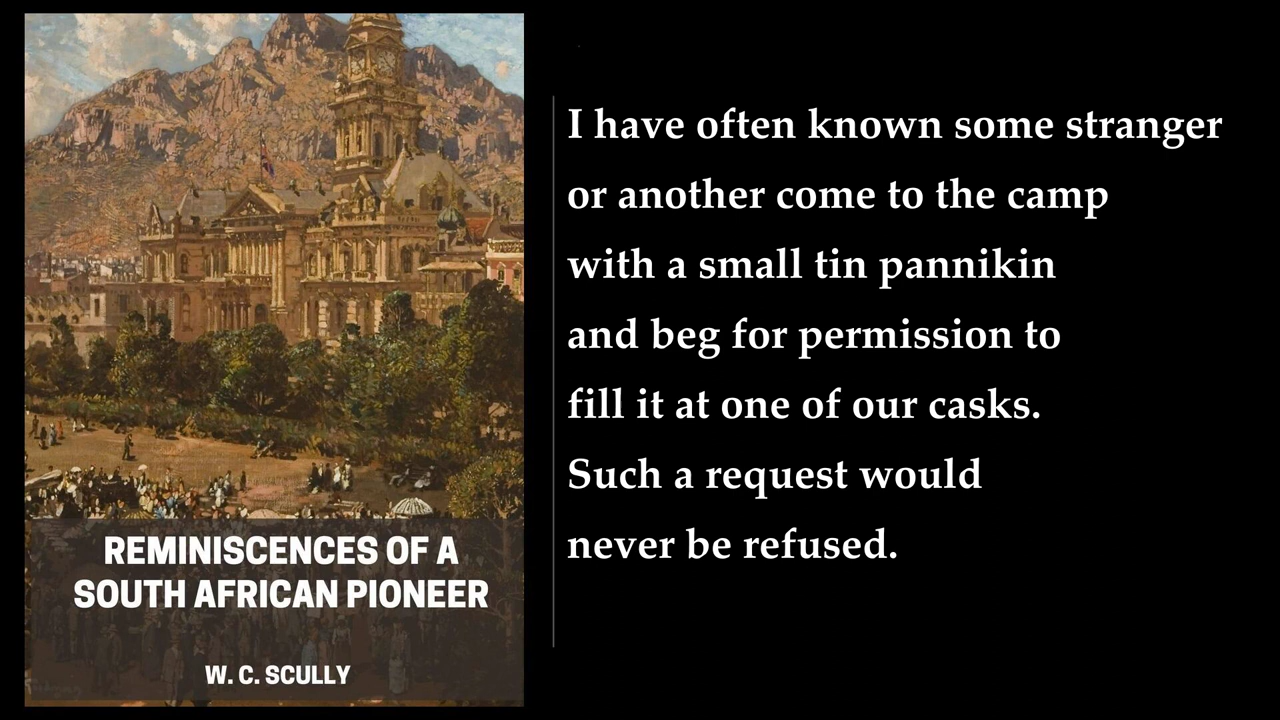 REMINISCENCES OF A
SOUTH AFRICAN PIONEER
W. C. SCULLY
I have often known some stranger
or another come to the camp
with a small tin pannikin
and beg for permission to
fill it at one of our casks.
Such a request would
never be refused.